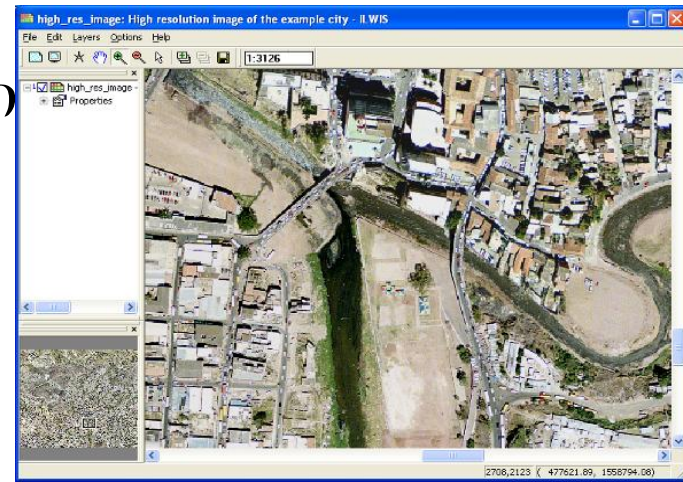 high_res_image: High resolution image of the example city - ILWIS
File Edit Layers Options Help
1:3126
)
1 high_res_image -
Properties
2708,2123 ( 477621.89, 1558794.08)